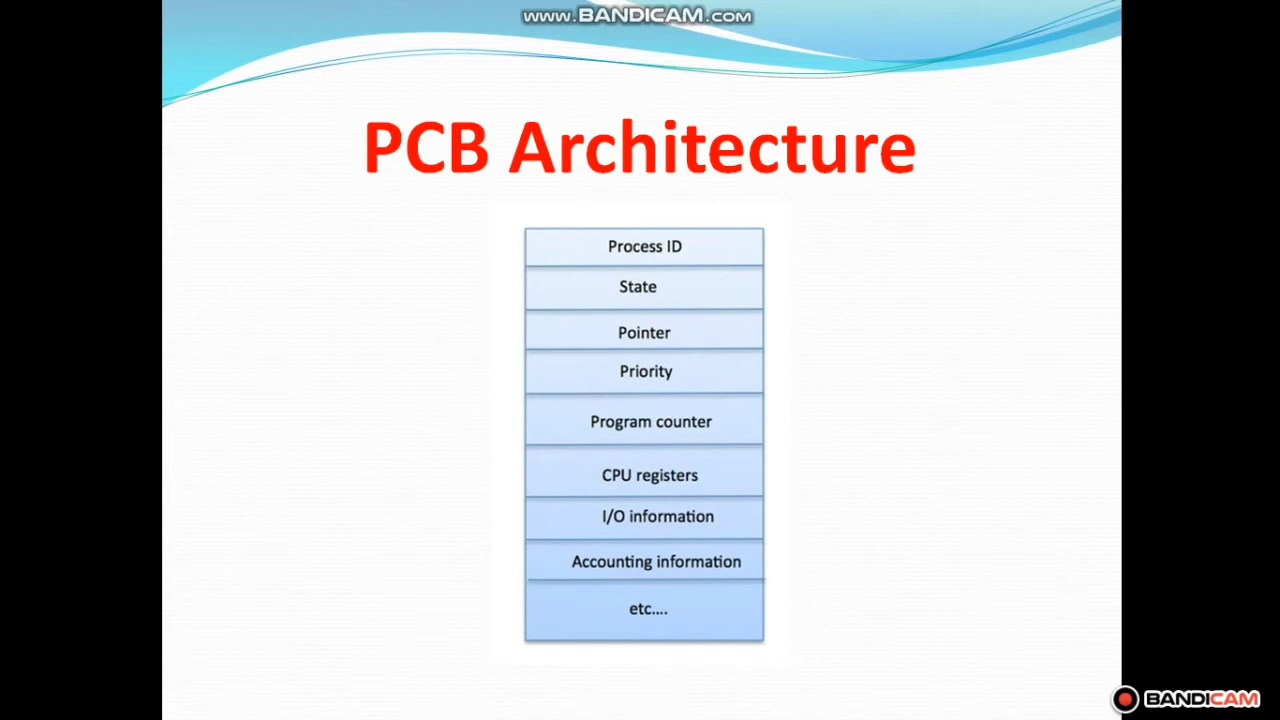 www.BANDICAM.com
PCB Architecture
Process ID
State
Pointer
Priority
Program counter
CPU registers
I/O information
Accounting information
etc....
BANDICAM